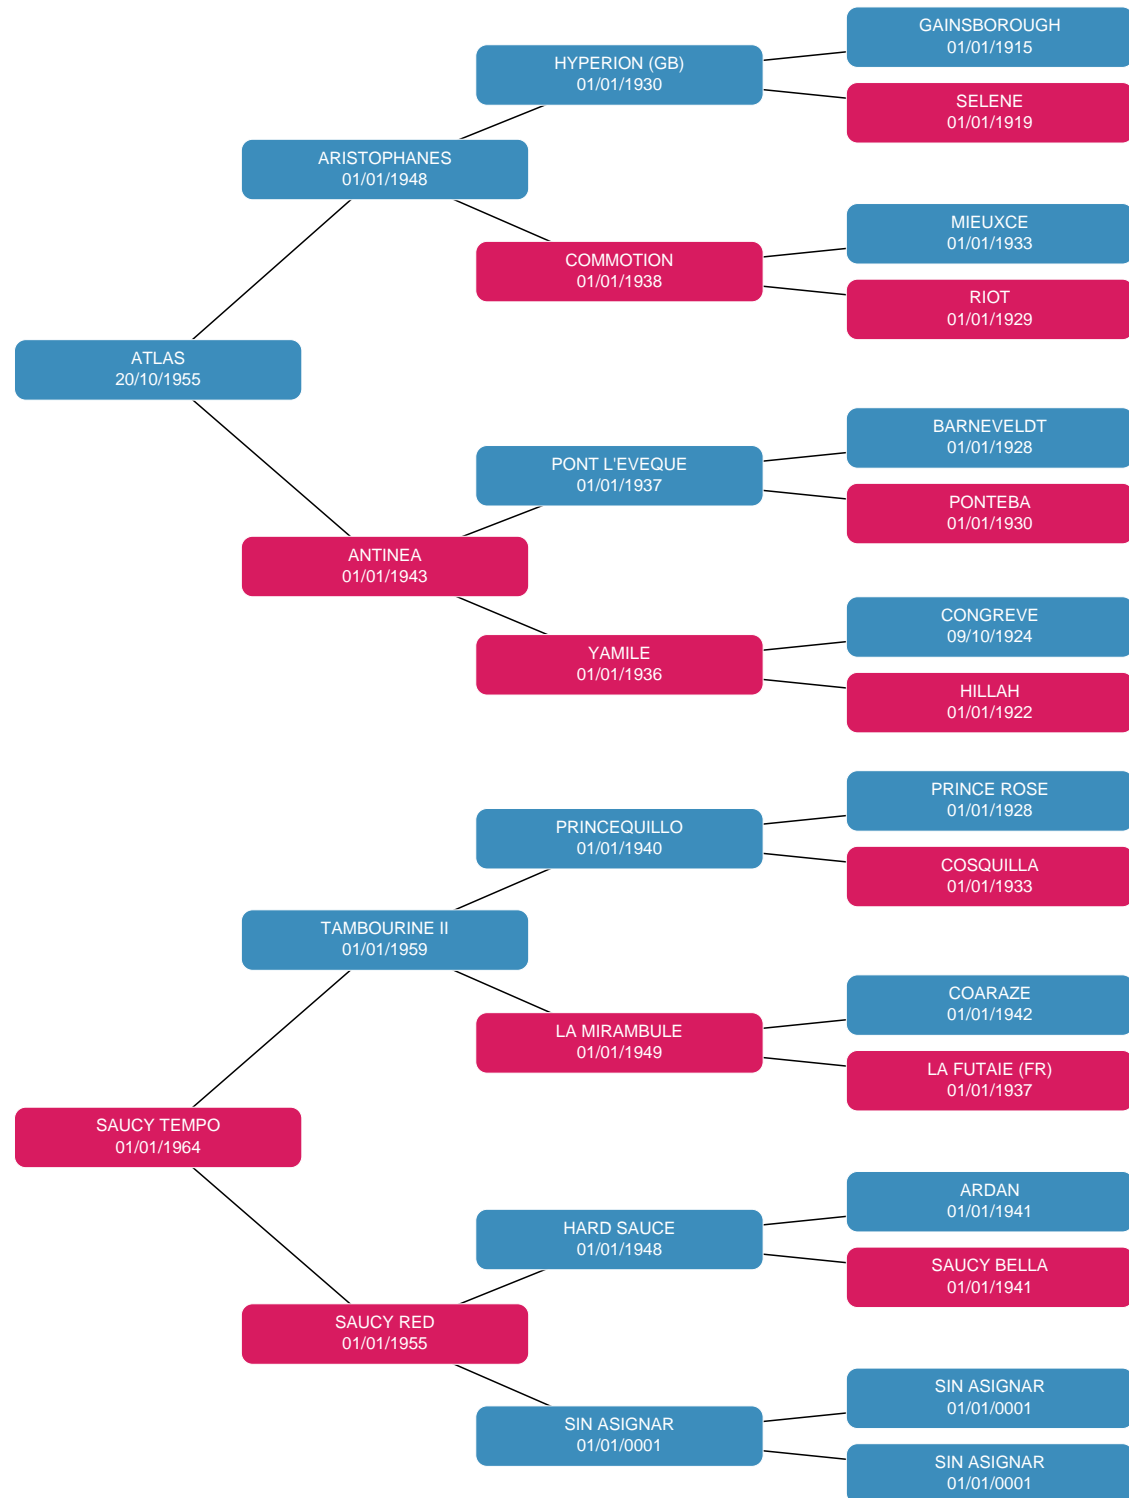 GAINSBOROUGH
01/01/1915
HYPERION (GB)
01/01/1930
SELENE
01/01/1919
ARISTOPHANES
01/01/1948
MIEUXCE
01/01/1933
COMMOTION
01/01/1938
RIOT
01/01/1929
ATLAS
20/10/1955
BARNEVELDT
01/01/1928
PONT L'EVEQUE
01/01/1937
PONTEBA
01/01/1930
ANTINEA
01/01/1943
CONGREVE
09/10/1924
YAMILE
01/01/1936
HILLAH
01/01/1922
PRINCE ROSE
01/01/1928
PRINCEQUILLO
01/01/1940
COSQUILLA
01/01/1933
TAMBOURINE II
01/01/1959
COARAZE
01/01/1942
LA MIRAMBULE
01/01/1949
LA FUTAIE (FR)
01/01/1937
SAUCY TEMPO
01/01/1964
ARDAN
01/01/1941
HARD SAUCE
01/01/1948
SAUCY BELLA
01/01/1941
SAUCY RED
01/01/1955
SIN ASIGNAR
01/01/0001
SIN ASIGNAR
01/01/0001
SIN ASIGNAR
01/01/0001